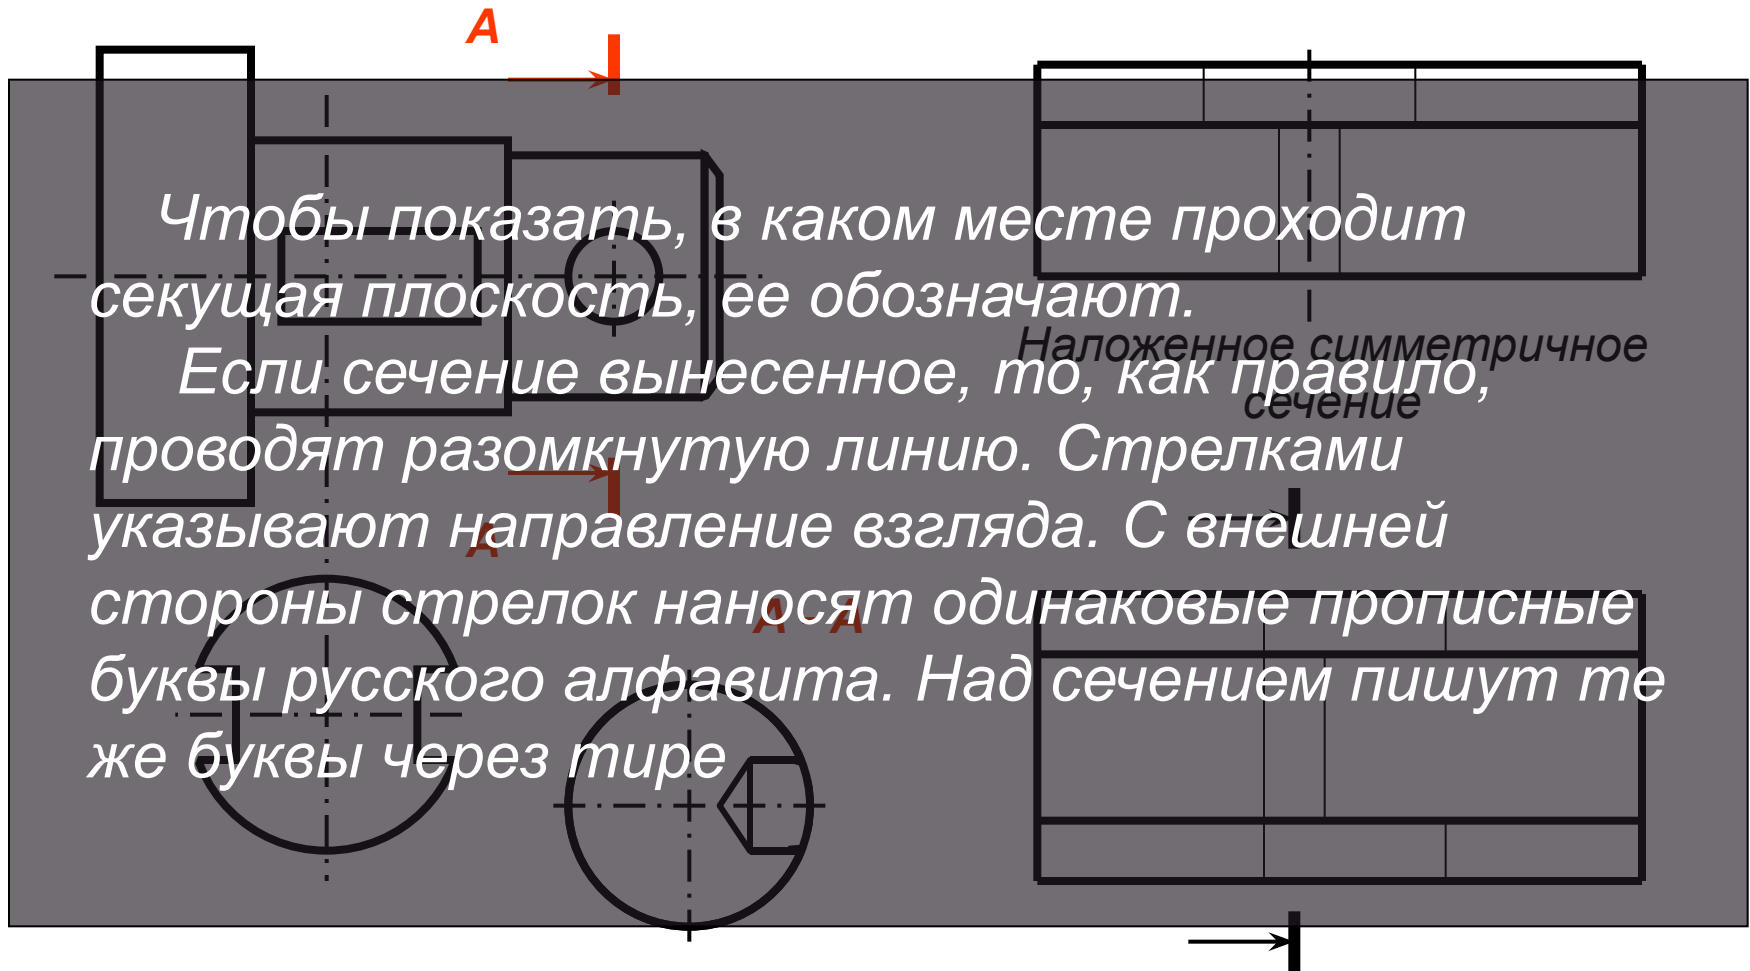 А
Чтобы показать, в каком месте проходит
секущая плоскость, ее обозначают.
Наложенное симметричное
сечение
Если сечение вынесенное, то, как правило,
проводят разомкнутую линию. Стрелками
указывают направление взгляда. С внешней
стороны стрелок наносят одинаковые прописные
буквы русского алфавита. Над сечением пишут те
же буквы через тире
А
А - А